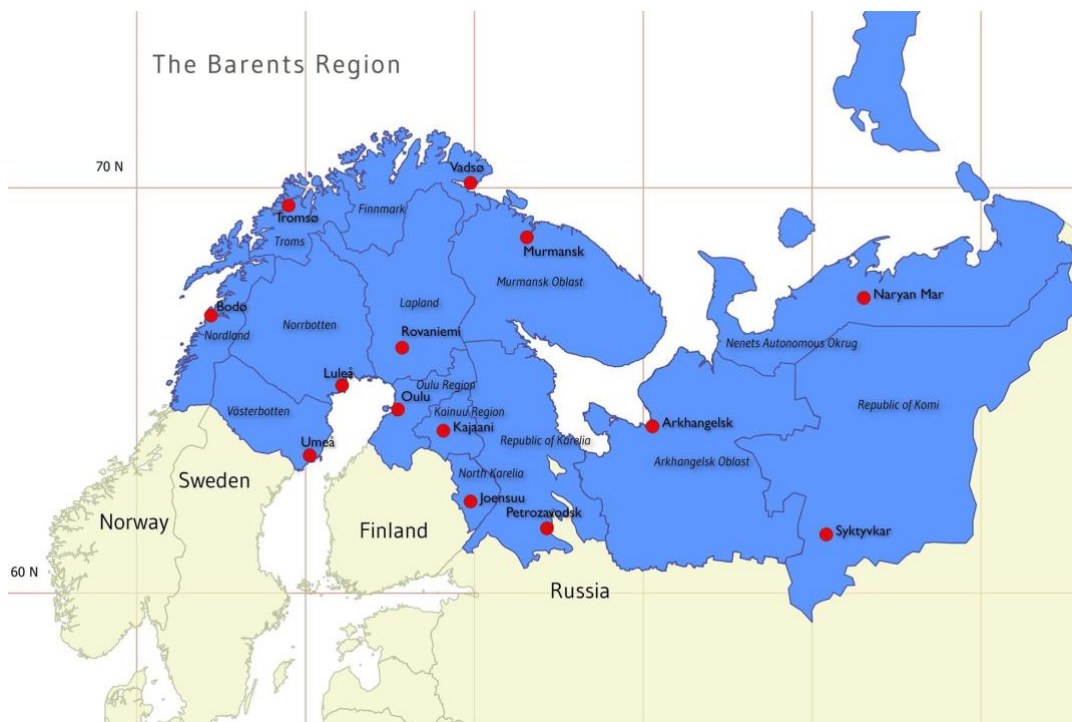 The Barents Region
70 N
Vadsø
Finnmark
Tromsø
Troms
Murmansk
Murmansk Oblast
Naryan Mar
Lapland
Bodø
Norrbotten
Nordland
Rovaniemi
Nenets Autonomous Okrug
Luleå
Oulu Region
Oulu
Västerbotten
Kainuu Region
Republic of Komi
Kajaani
Arkhangelsk
Umeå
Republic of Karelia
Arkhangelsk Oblast
North Karelia
Sweden
Joensuu
Petrozavodsk
Norway
Finland
Syktyvkar
60 N
Russia